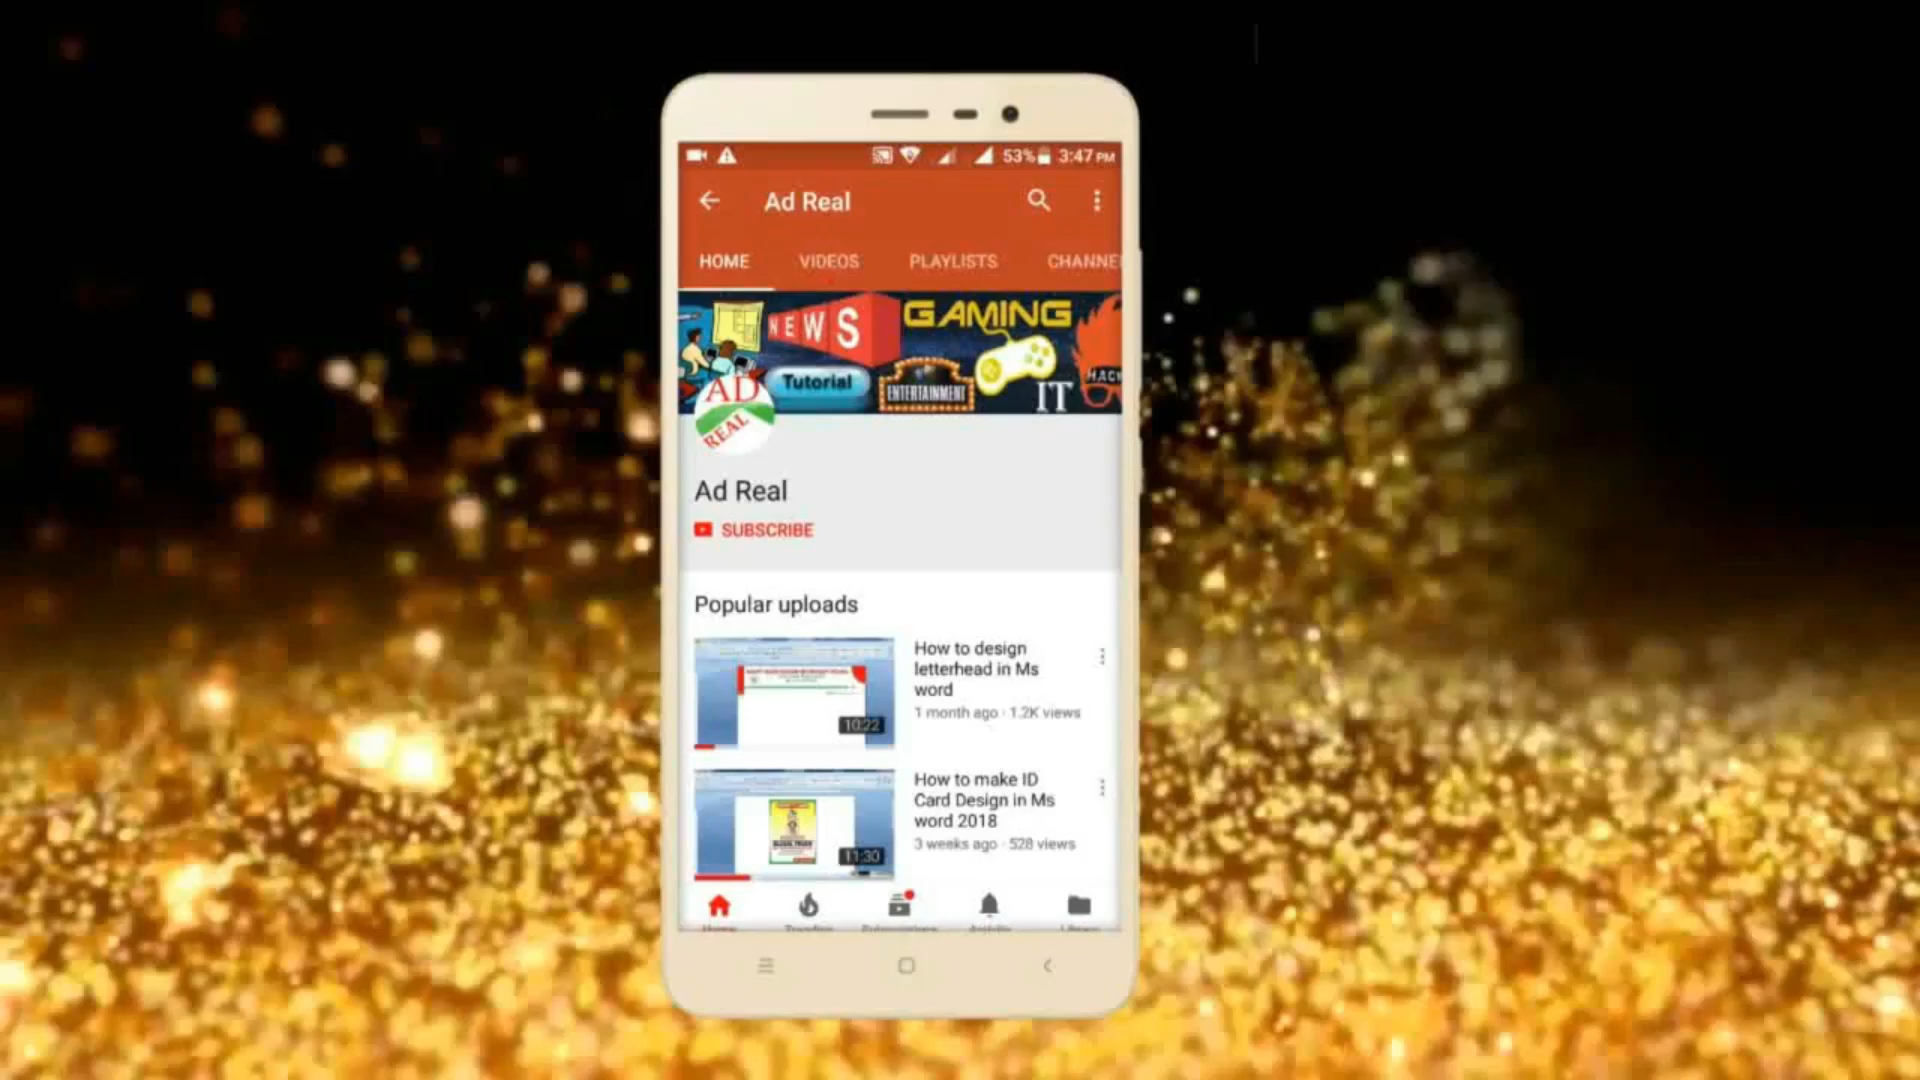 53% 3:47 PM
Ad Real
HOME VIDEOS PLAYLISTS CHANNE
NEWS GAMING
Tutorial ENTERTAINMENT IT HACK
AD
REAL
Ad Real
SUBSCRIBE
Popular uploads
How to design
letterhead in Ms
word
1 month ago · 1.2K views
10:22
How to make ID
Card Design in Ms
word 2018
3 weeks ago · 528 views
11:30